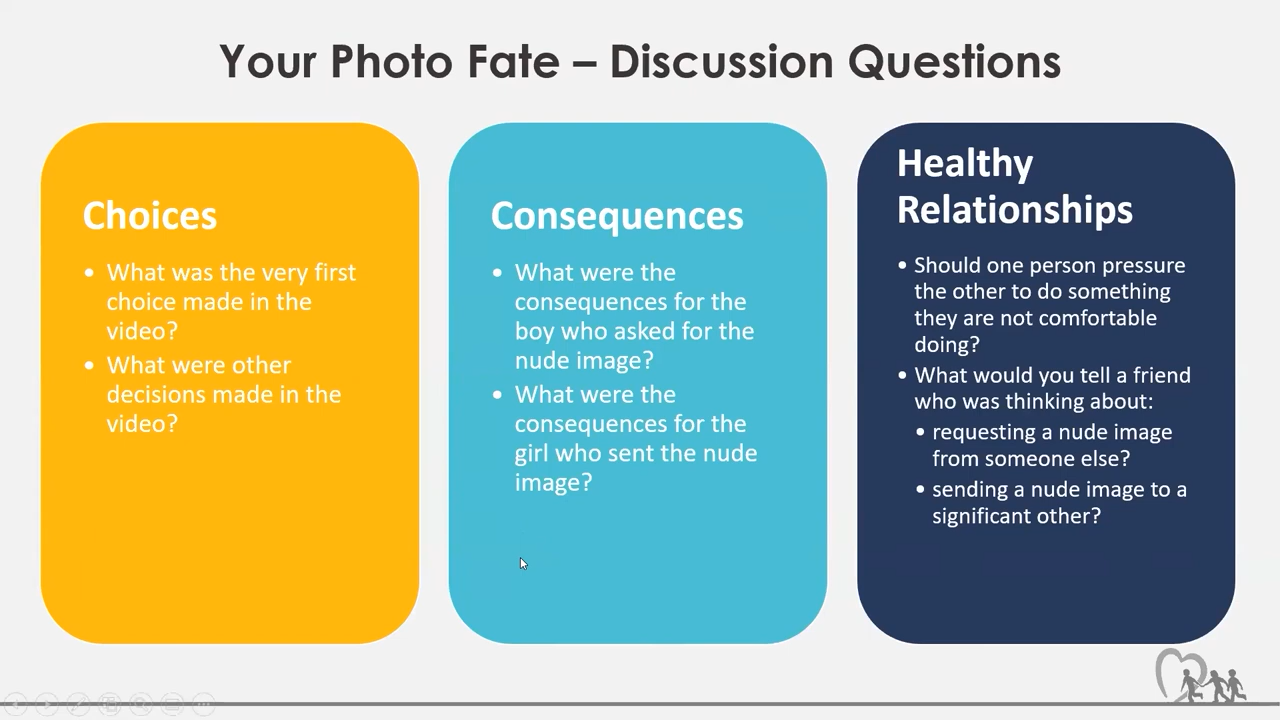 Your Photo Fate – Discussion Questions
Choices
• What was the very first
choice made in the
video?
• What were other
decisions made in the
video?
Consequences
• What were the
consequences for the
boy who asked for the
nude image?
• What were the
consequences for the
girl who sent the nude
image?
Healthy
Relationships
• Should one person pressure
the other to do something
they are not comfortable
doing?
• What would you tell a friend
who was thinking about:
• requesting a nude image
from someone else?
• sending a nude image to a
significant other?